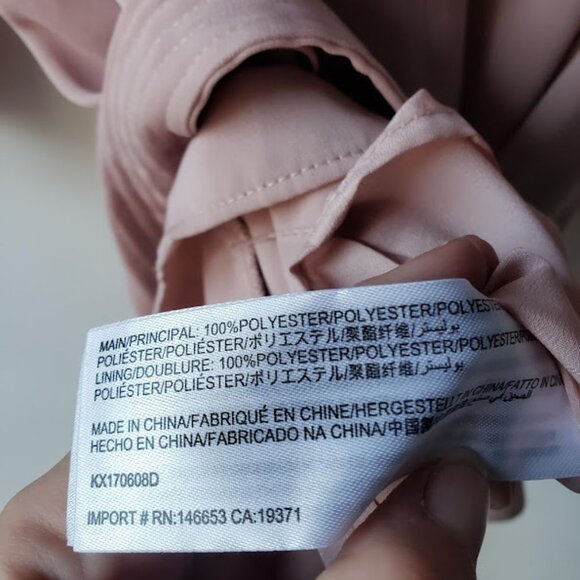 MAIN/PRINCIPAL: 100%POLYESTER/POLYESTER/POLYESTER
POLIÉSTER/POLIÉSTER/ポリエステル/聚酯纤维/بوليستر
LINING/DOUBLURE: 100%POLYESTER/POLYESTER/POLYESTER
POLIÉSTER/POLIÉSTER/ポリエステル/聚酯纤维/بوليستر
MADE IN CHINA/FABRIQUÉ EN CHINE/HERGESTELLT IN CHINA/FATTO IN
HECHO EN CHINA/FABRICADO NA CHINA/中国
KX170608D
IMPORT # RN:146653 CA:19371